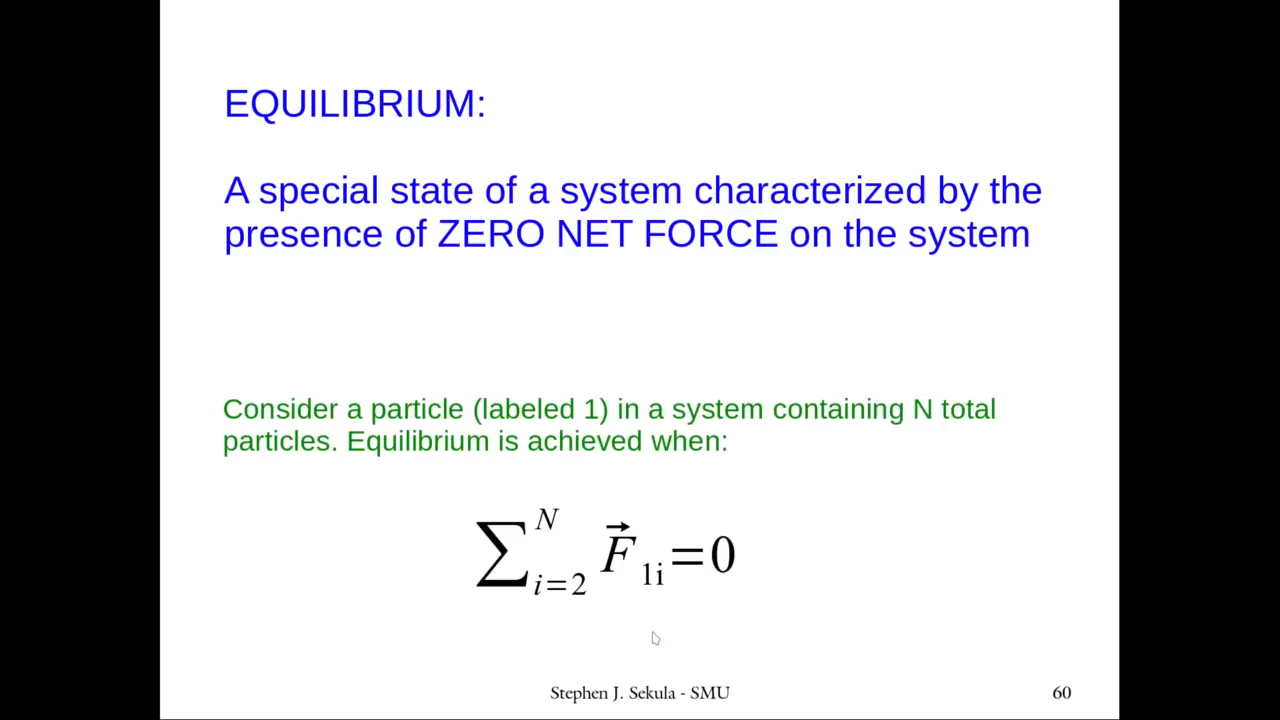 EQUILIBRIUM:
A special state of a system characterized by the
presence of ZERO NET FORCE on the system
Consider a particle (labeled 1) in a system containing N total
particles. Equilibrium is achieved when:
∑_{i=2}^{N} \vec{F}_{1i}=0
Stephen J. Sekula - SMU
60